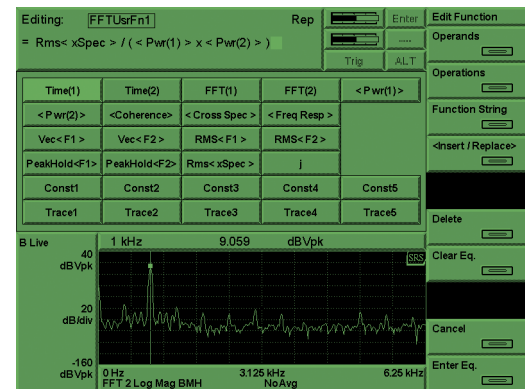 Editing: FFTUsrFn1 Rep Enter Edit Function
= Rms< xSpec > / ( < Pwr(1) > x < Pwr(2) > ) ..... Operands
Trig ALT
Operations
Time(1) Time(2) FFT(1) FFT(2) < Pwr(1) >
Function String
< Pwr(2) > <Coherence> < Cross Spec > < Freq Resp >
Vec< F1 > Vec< F2 > RMS< F1 > RMS< F2 > <Insert / Replace>
PeakHold<F1> PeakHold<F2> Rms< xSpec > j
Const1 Const2 Const3 Const4 Const5
Trace1 Trace2 Trace3 Trace4 Trace5
Delete
B Live 1 kHz 9.059 dBVpk
40 SRS Clear Eq.
dBVpk
20
dB/div
Cancel
-160
dBVpk 0 Hz 3.125 kHz 6.25 kHz Enter Eq.
FFT 2 Log Mag BMH NoAvg